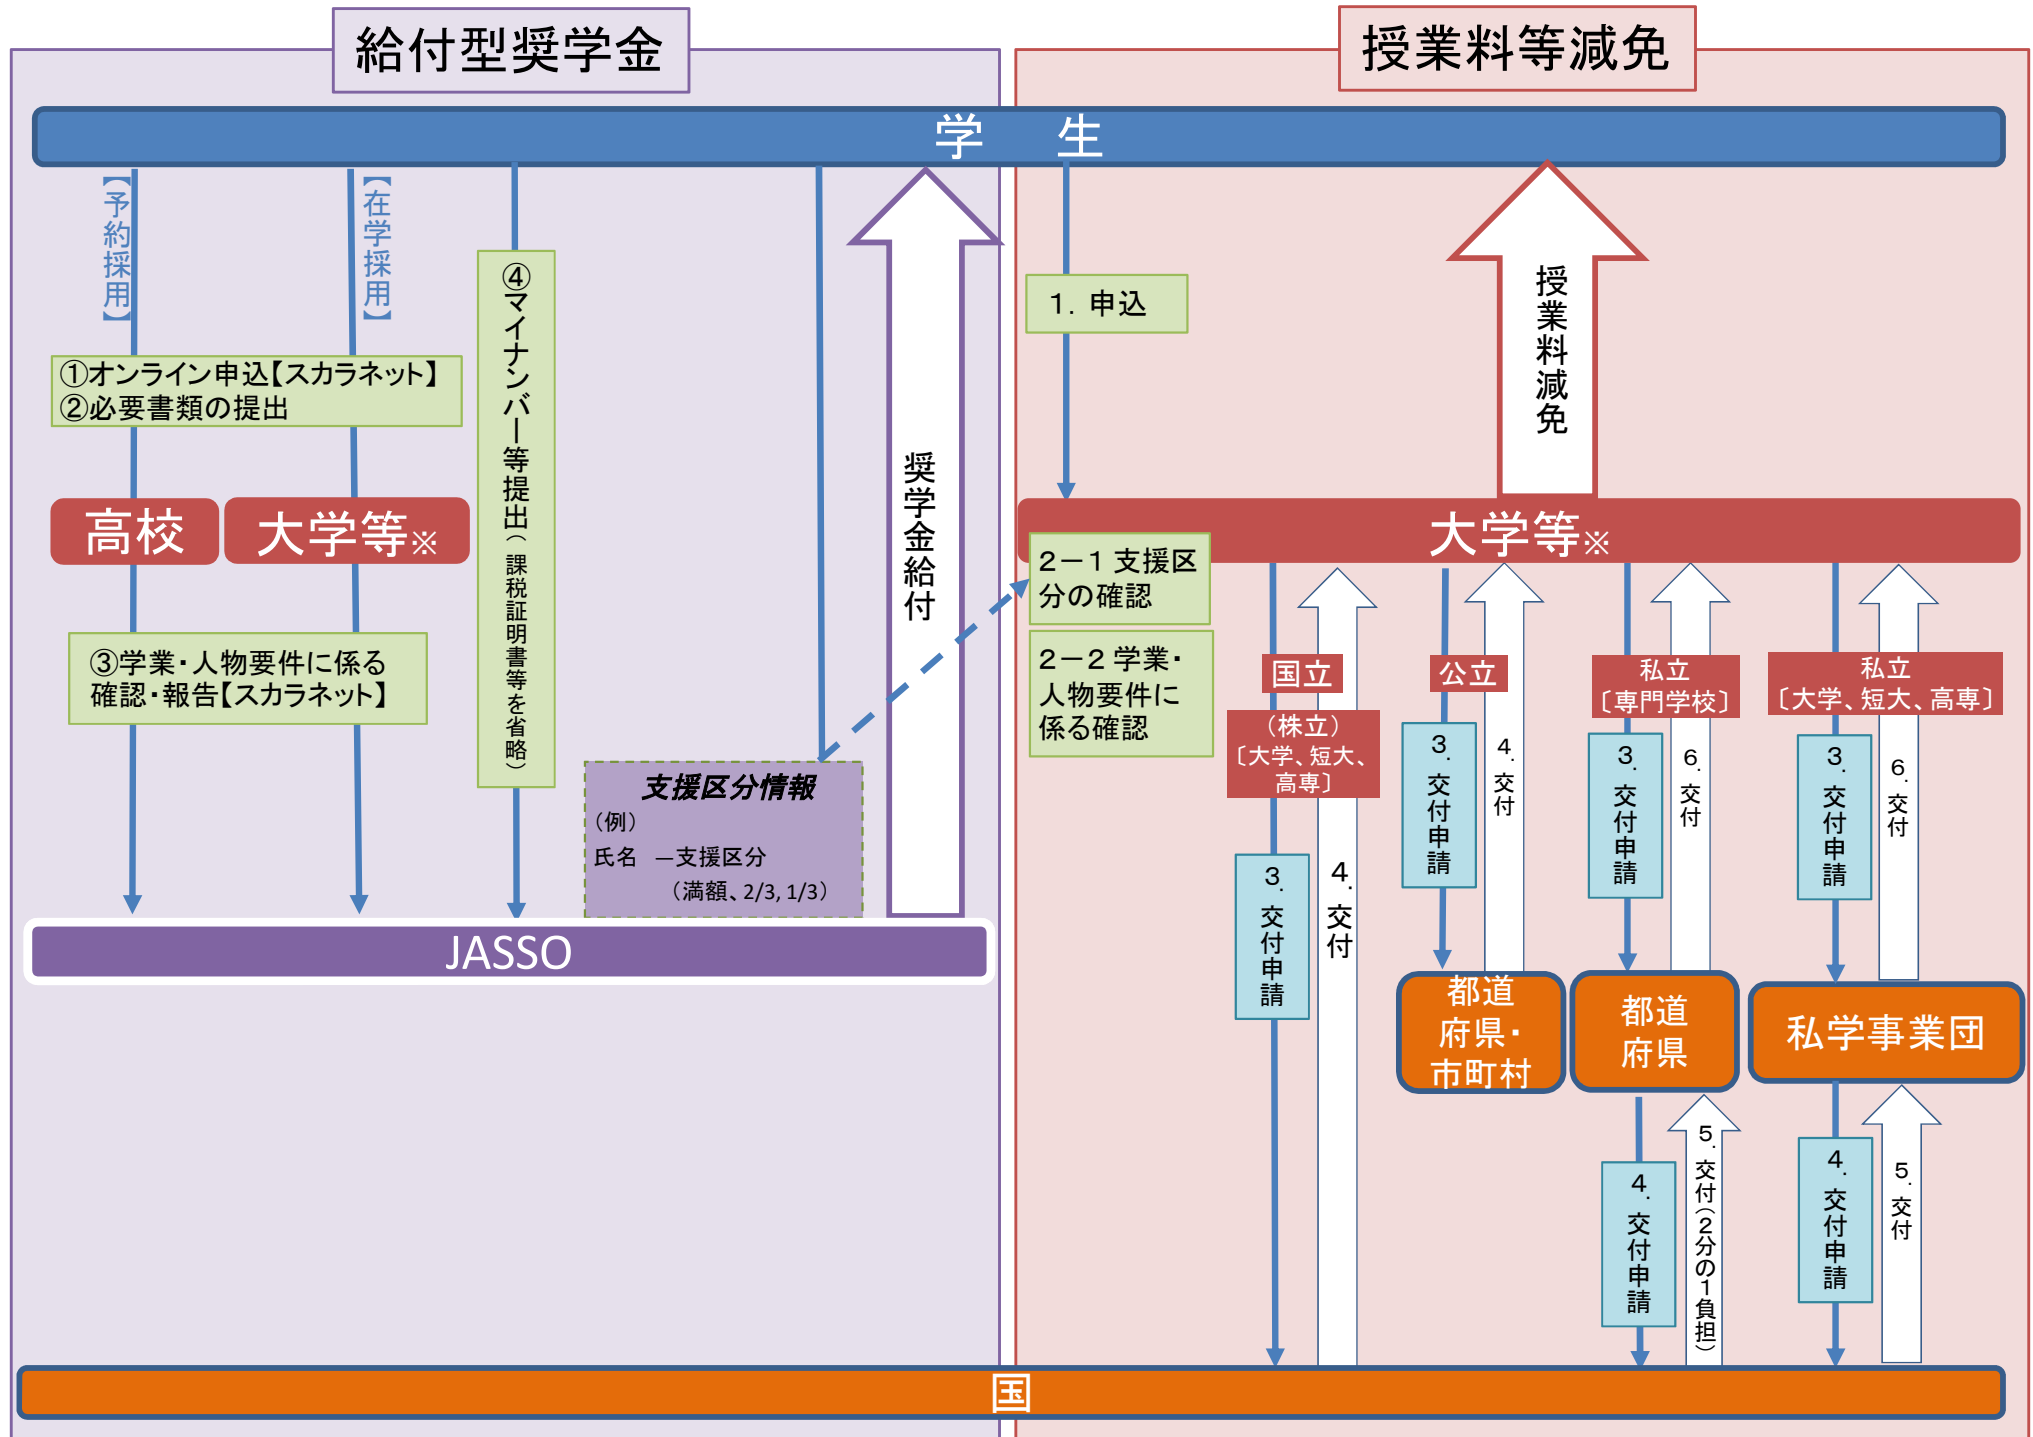 給付型奨学金
授業料等減免
学　生
【予約採用】
【在学採用】
①オンライン申込【スカラネット】
②必要書類の提出
④マイナンバー等提出（課税証明書等を省略）
高校
大学等※
③学業・人物要件に係る
確認・報告【スカラネット】
支援区分情報
（例）
氏名　―支援区分
（満額、2/3, 1/3）
奨学金給付
JASSO
１．申込
授業料減免
大学等※
２－１ 支援区
分の確認
２－２ 学業・
人物要件に
係る確認
国立
（株立）
〔大学、短大、
高専〕
３．交付申請
４．交付
公立
３．交付申請
４．交付
都道
府県・
市町村
私立
〔専門学校〕
３．交付申請
６．交付
都道
府県
４．交付申請
５．交付（２分の１負担）
私立
〔大学、短大、高専〕
３．交付申請
６．交付
私学事業団
４．交付申請
５．交付
国